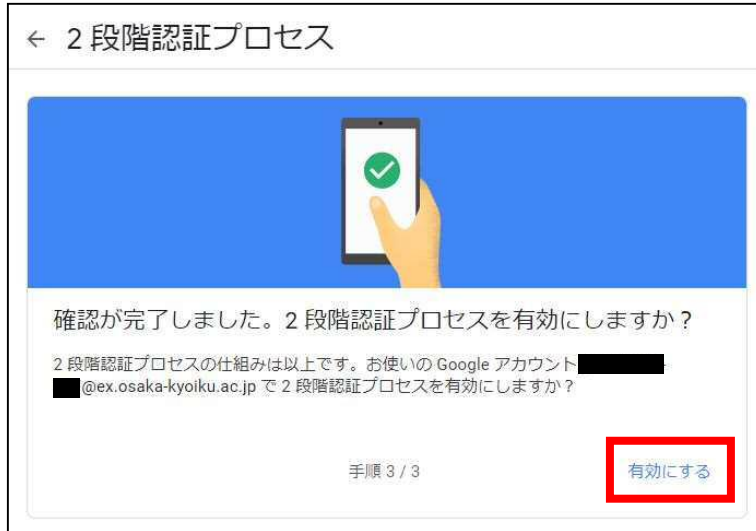 ← 2 段階認証プロセス
確認が完了しました。2 段階認証プロセスを有効にしますか?
2 段階認証プロセスの仕組みは以上です。お使いの Google アカウント
@ex.osaka-kyoiku.ac.jp で 2 段階認証プロセスを有効にしますか?
手順 3 / 3
有効にする